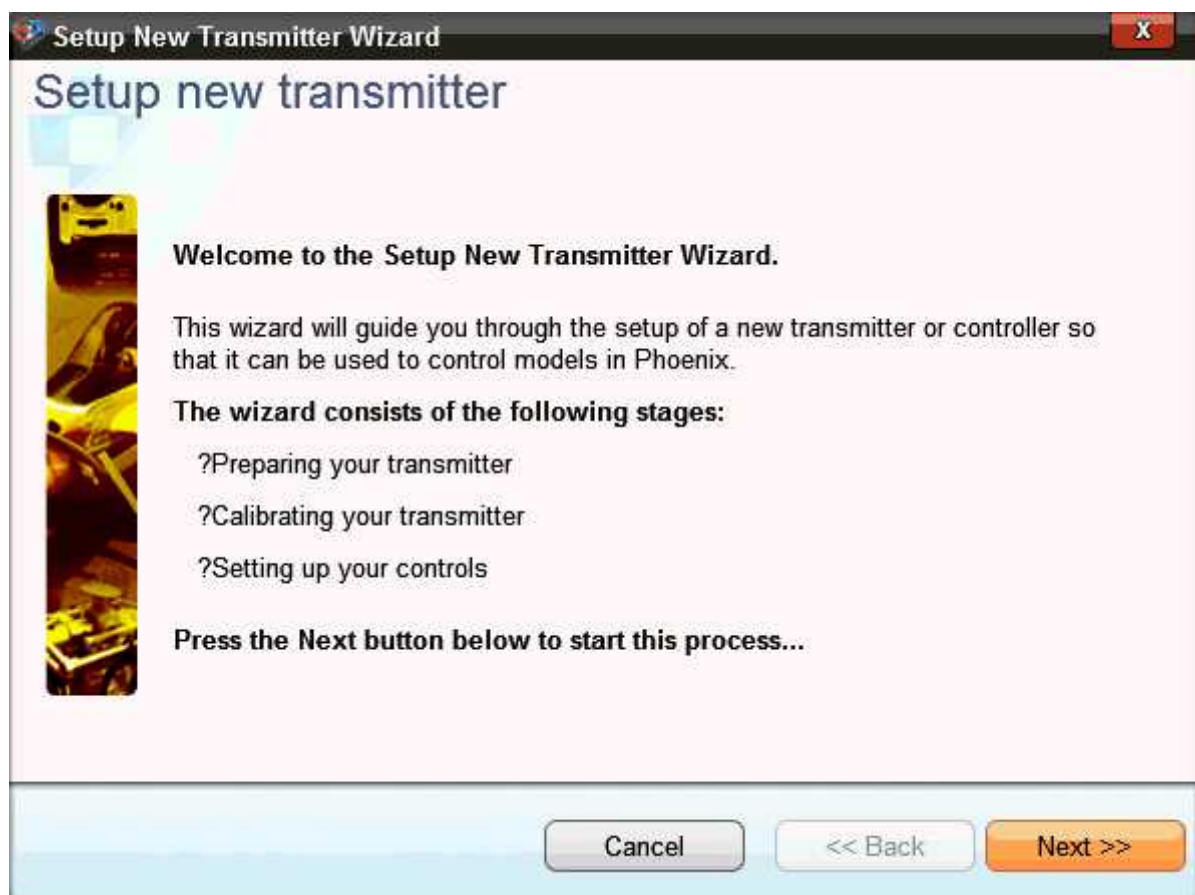 Setup New Transmitter Wizard
X
Setup new transmitter
Welcome to the Setup New Transmitter Wizard.
This wizard will guide you through the setup of a new transmitter or controller so
that it can be used to control models in Phoenix.
The wizard consists of the following stages:
?Preparing your transmitter
?Calibrating your transmitter
?Setting up your controls
Press the Next button below to start this process...
Cancel
<< Back
Next >>